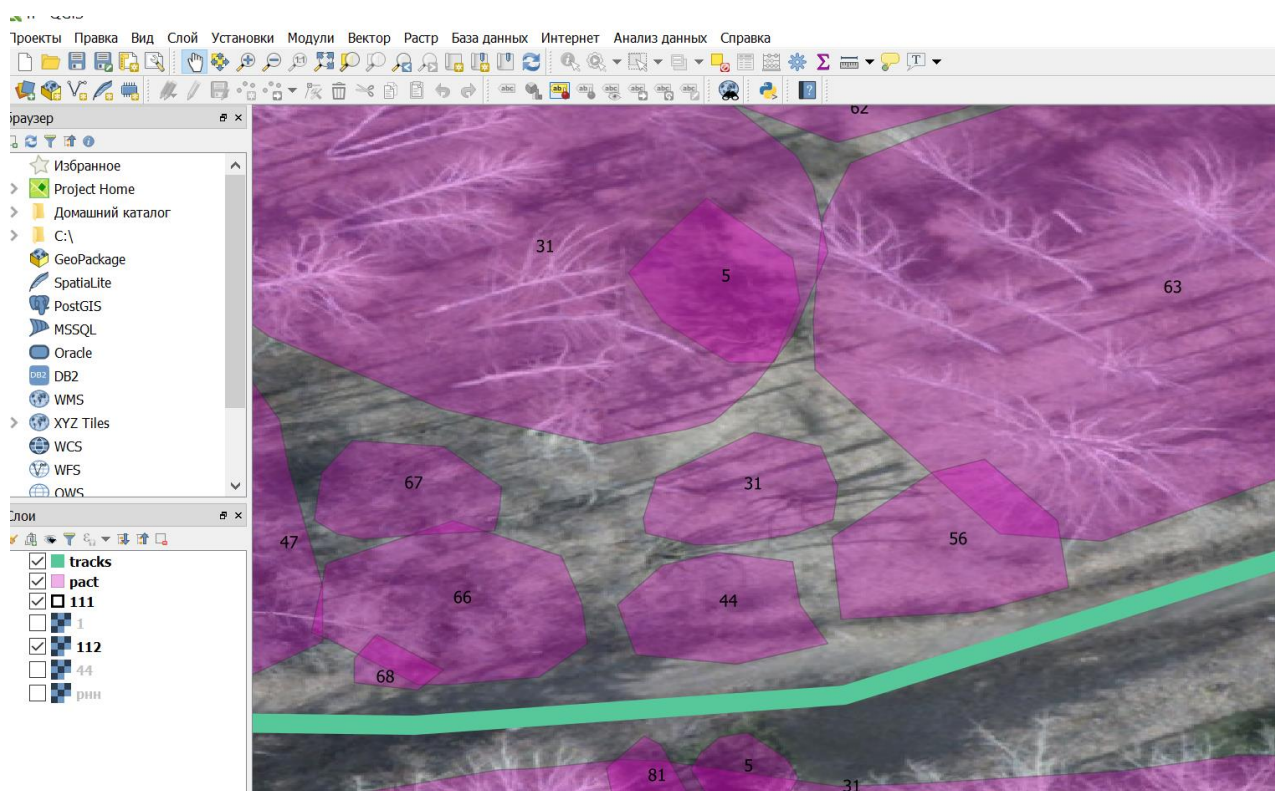 QGIS
Проекты Правка Вид Слой Установки Модули Вектор Растр База данных Интернет Анализ данных Справка
браузер
Избранное
Project Home
Домашний каталог
C:\
GeoPackage
SpatiaLite
PostGIS
MSSQL
Oracle
DB2
WMS
XYZ Tiles
WCS
WFS
OWS
Слои
tracks
pact
111
1
112
44
рнн
62
31
5
63
67
31
47
56
66
44
68
81
5
31